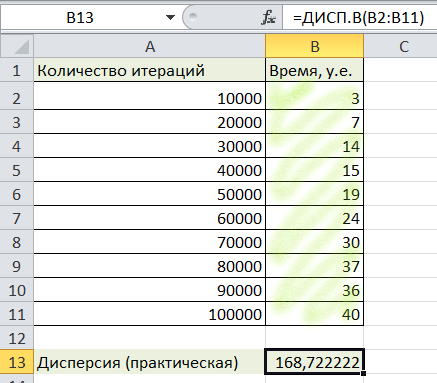 B13 fx =ДИСП.В(B2:B11)
A B C
1 Количество итераций Время, у.е.
2 10000 3
3 20000 7
4 30000 14
5 40000 15
6 50000 19
7 60000 24
8 70000 30
9 80000 37
10 90000 36
11 100000 40
12
13 Дисперсия (практическая) 168,722222